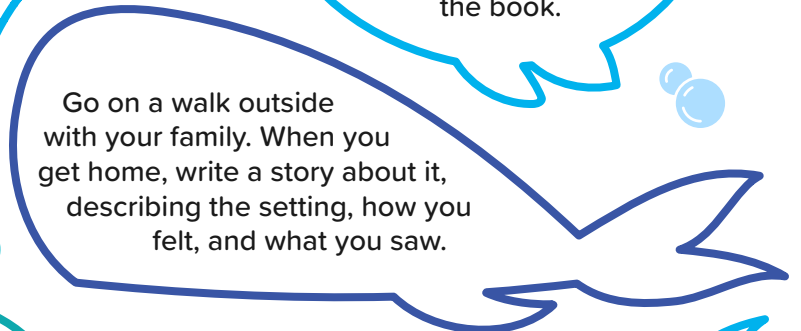 the book.
Go on a walk outside
with your family. When you
get home, write a story about it,
describing the setting, how you
felt, and what you saw.